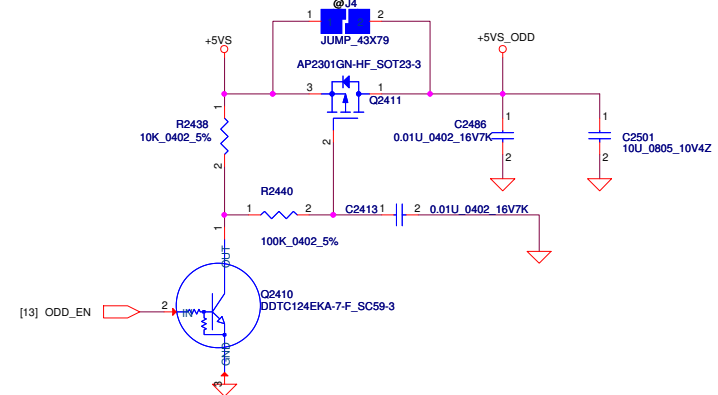 @J4
1 2
JUMP_43X79
+5VS
+5VS_ODD
AP2301GN-HF_SOT23-3
3 1
Q2411
1
R2438
10K_0402_5%
2
2
1
C2486
0.01U_0402_16V7K
2
1
C2501
10U_0805_10V4Z
2
R2440
1 2
100K_0402_5%
C2413 1 2 0.01U_0402_16V7K
1
OUT
Q2410
DDTC124EKA-7-F_SC59-3
[13] ODD_EN
2
IN
GND
3